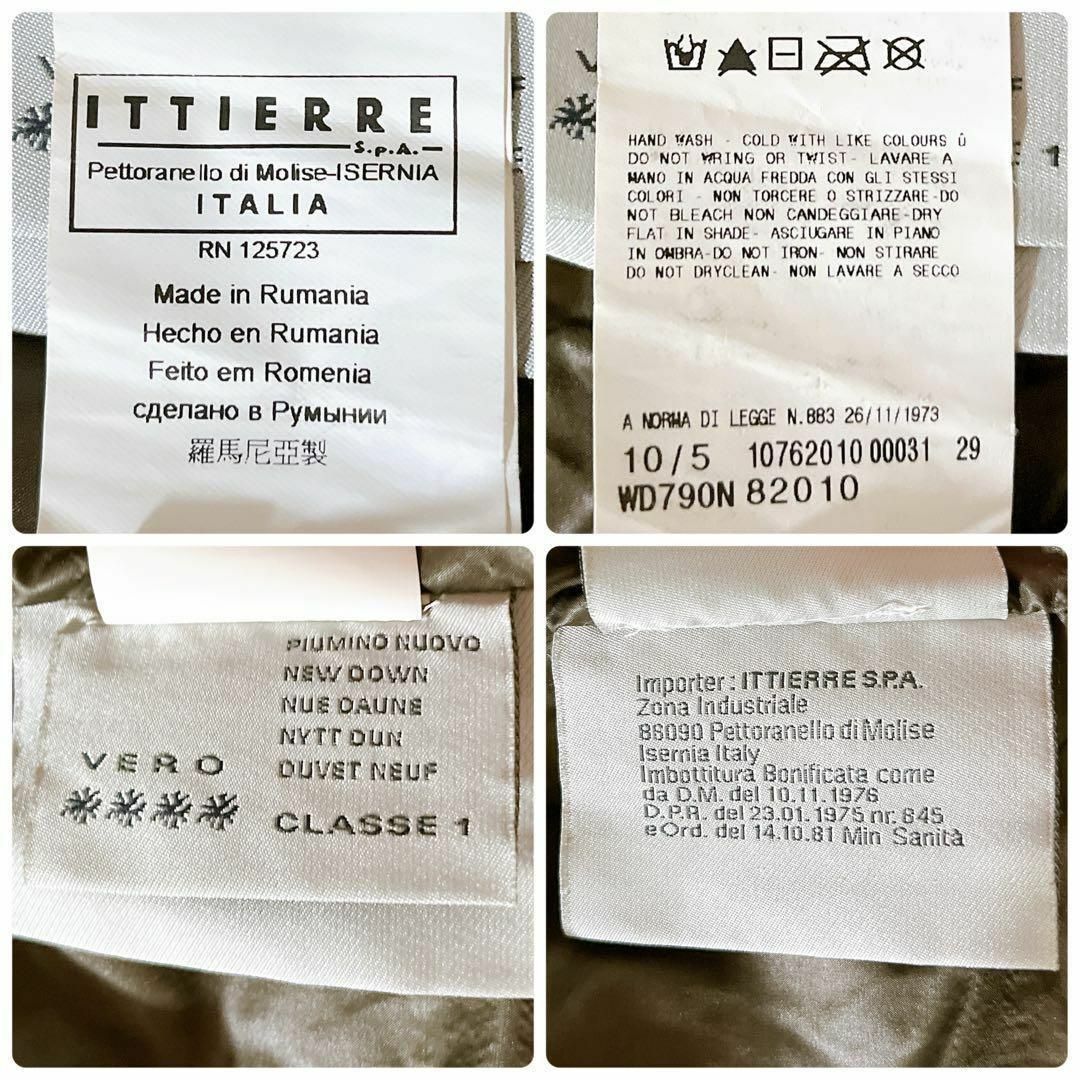 ITTIERRE
S.p.A.
Pettoranello di Molise-ISERNIA
ITALIA
RN 125723
Made in Rumania
Hecho en Rumania
Feito em Romenia
сделано в Румынии
羅馬尼亞製
HAND WASH - COLD WITH LIKE COLOURS Û
DO NOT WRING OR TWIST- LAVARE A
MANO IN ACQUA FREDDA CON GLI STESSI
COLORI - NON TORCERE O STRIZZARE-DO
NOT BLEACH NON CANDEGGIARE-DRY
FLAT IN SHADE- ASCIUGARE IN PIANO
IN OMBRA-DO NOT IRON- NON STIRARE
DO NOT DRYCLEAN- NON LAVARE A SECCO
A NORMA DI LEGGE N.883 26/11/1973
10/5 10762010 00031 29
WD790N 82010
1
PIUMINO NUOVO
NEW DOWN
NUE DAUNE
NYTT DUN
DUVET NEUF
VERO
CLASSE 1
Importer: ITTIERRE S.P.A.
Zona Industriale
86090 Pettoranello di Molise
Isernia Italy
Imbottitura Bonificata come
da D.M. del 10.11.1976
D.P.R. del 23.01.1975 nr. 845
e Ord. del 14.10.81 Min Sanità